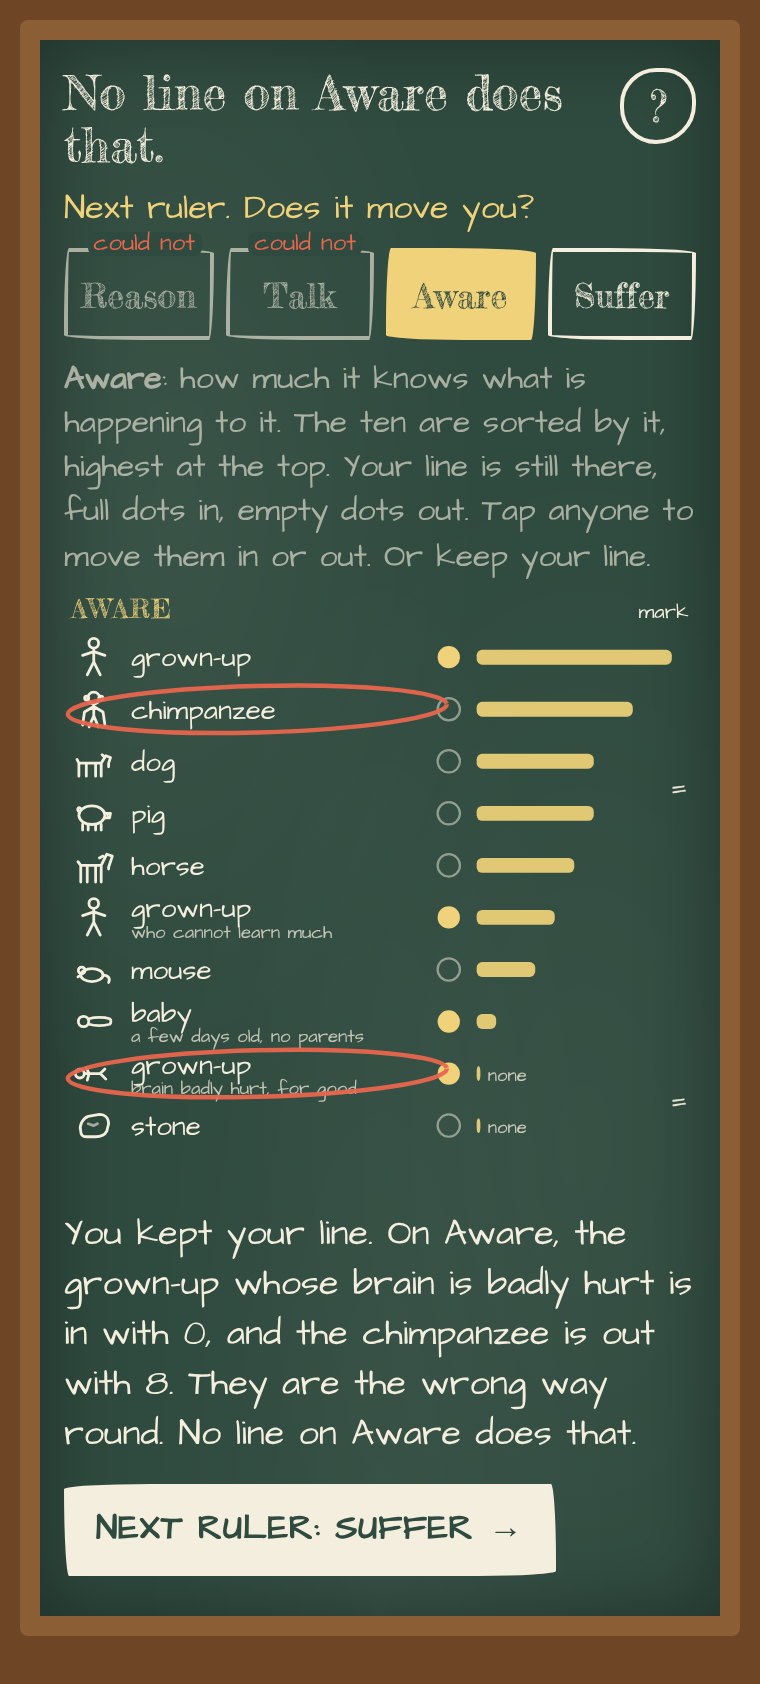 No line on Aware does
that.
?
Next ruler. Does it move you?
could not
could not
Reason
Talk
Aware
Suffer
Aware: how much it knows what is
happening to it. The ten are sorted by it,
highest at the top. Your line is still there,
full dots in, empty dots out. Tap anyone to
move them in or out. Or keep your line.
AWARE
mark
grown-up
chimpanzee
dog
=
pig
horse
grown-up
who cannot learn much
mouse
baby
a few days old, no parents
grown-up
none
brain badly hurt, for good
=
stone
none
You kept your line. On Aware, the
grown-up whose brain is badly hurt is
in with 0, and the chimpanzee is out
with 8. They are the wrong way
round. No line on Aware does that.
NEXT RULER: SUFFER →